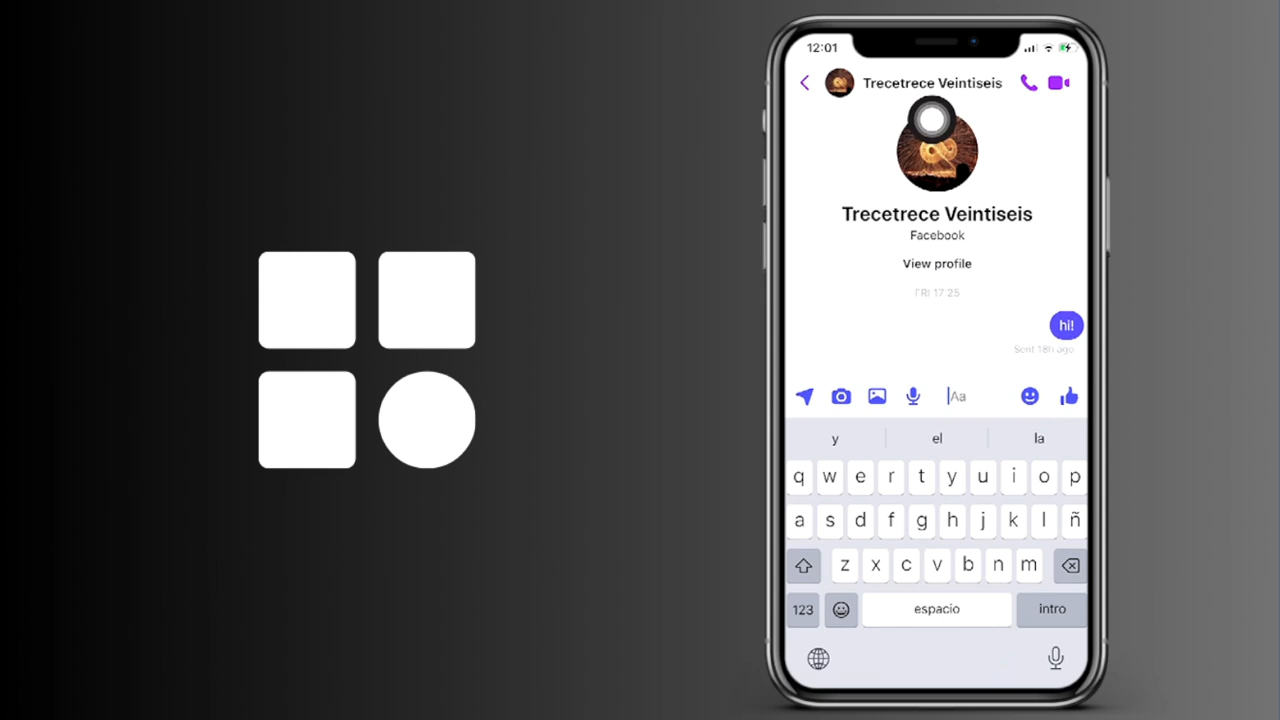 12:01
Trecetrece Veintiseis
Trecetrece Veintiseis
Facebook
View profile
FRI 17:25
hi!
Sent 18h ago
Aa
y el la
q w e r t y u i o p
a s d f g h j k l ñ
z x c v b n m
123 espacio intro